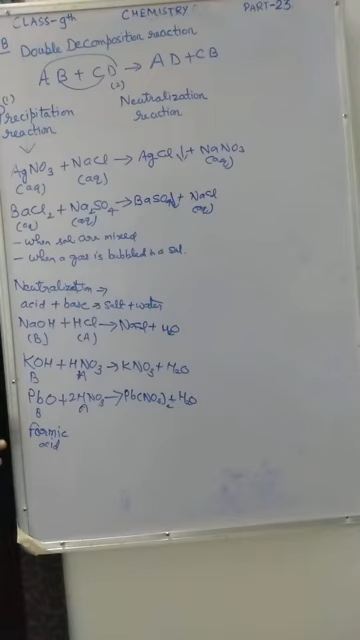 CLASS-9th CHEMISTRY PART-23
B Double Decomposition reaction
AB + CD → AD + CB
(1) (2)
Precipitation reaction
Neutralization reaction
AgNO3 + NaCl → AgCl↓ + NaNO3
(aq) (aq) (aq)
BaCl2 + Na2SO4 → BaSO4↓ + NaCl
(aq) (aq) (aq)
- when sol are mixed
- when a gas is bubbled in a sol.
Neutralization ⇒
acid + base ⇒ salt + water
NaOH + HCl → NaCl + H2O
(B) (A)
KOH + HNO3 → KNO3 + H2O
B A
PbO + 2HNO3 → Pb(NO3)2 + H2O
B A
Formic
acid